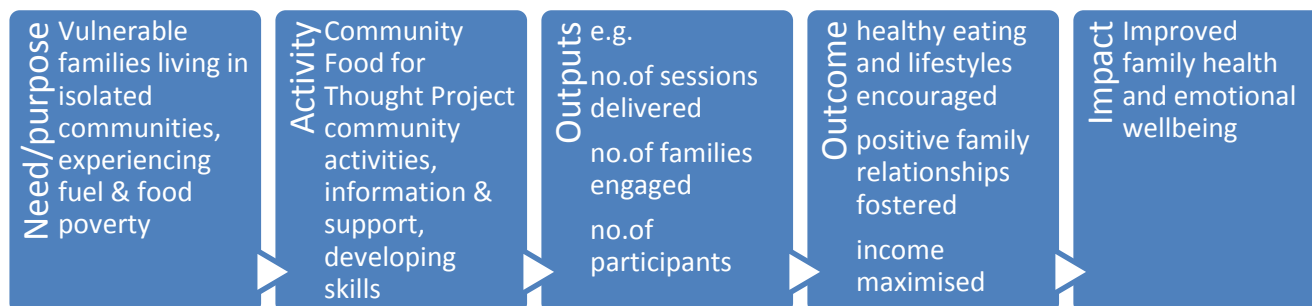 Need/purpose
Vulnerable
families living in
isolated
communities,
experiencing
fuel & food
poverty
Activity
Community
Food for
Thought Project
community
activities,
information &
support,
developing
skills
Outputs
e.g.
no.of sessions
delivered
no.of families
engaged
no.of
participants
Outcome
healthy eating
and lifestyles
encouraged
positive family
relationships
fostered
income
maximised
Impact
Improved
family health
and emotional
wellbeing